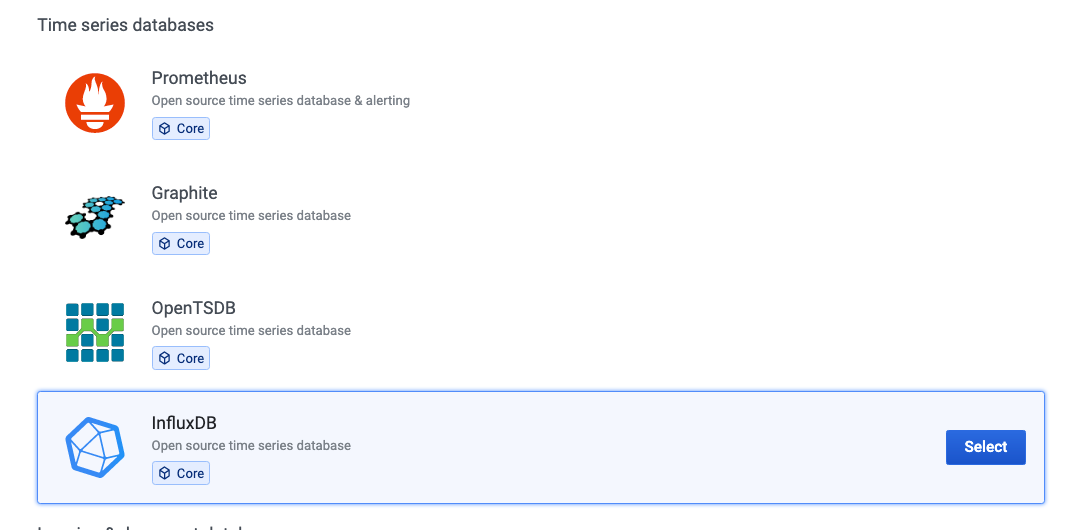 Time series databases
Prometheus
Open source time series database & alerting
Core
Graphite
Open source time series database
Core
OpenTSDB
Open source time series database
Core
InfluxDB
Open source time series database
Core
Select